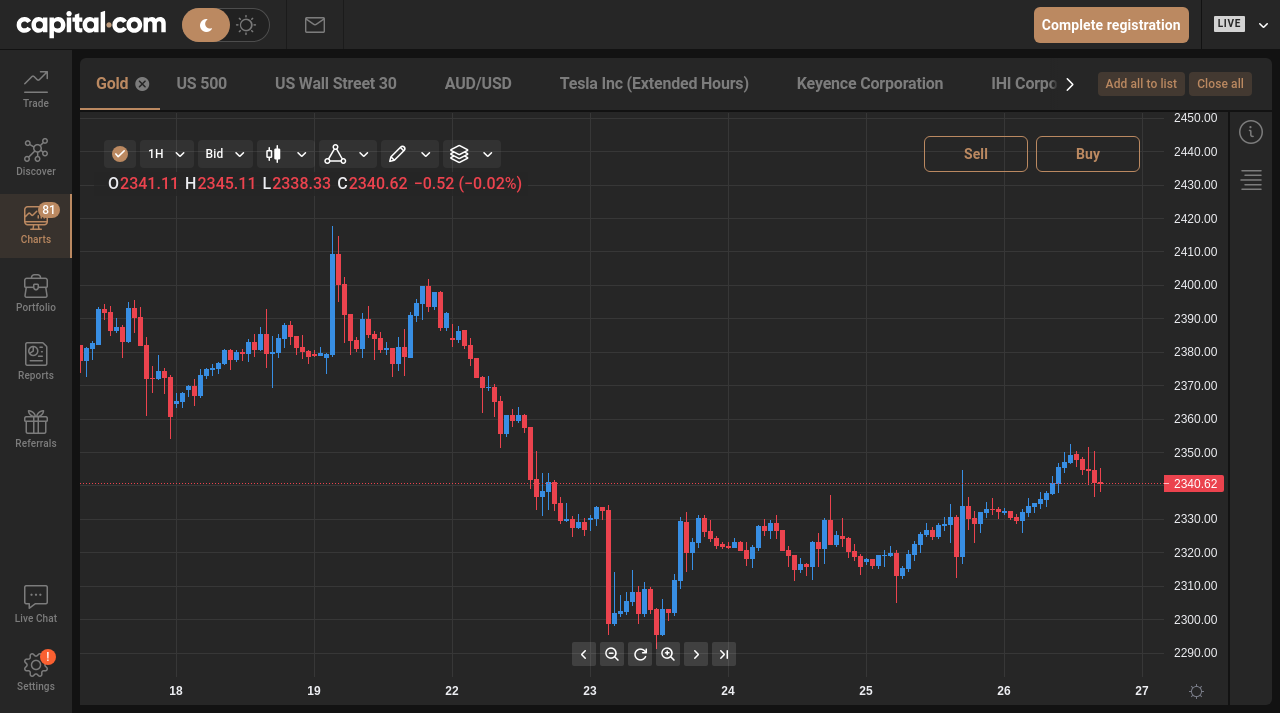 capital.com
Complete registration
LIVE
Trade
Discover
81
Charts
Portfolio
Reports
Referrals
Live Chat
!
Settings
Gold US 500 US Wall Street 30 AUD/USD Tesla Inc (Extended Hours) Keyence Corporation IHI Corpo
Add all to list Close all
1H Bid
Sell Buy
O2341.11 H2345.11 L2338.33 C2340.62 −0.52 (−0.02%)
2450.00
2440.00
2430.00
2420.00
2410.00
2400.00
2390.00
2380.00
2370.00
2360.00
2350.00
2340.62
2330.00
2320.00
2310.00
2300.00
2290.00
18 19 22 23 24 25 26 27